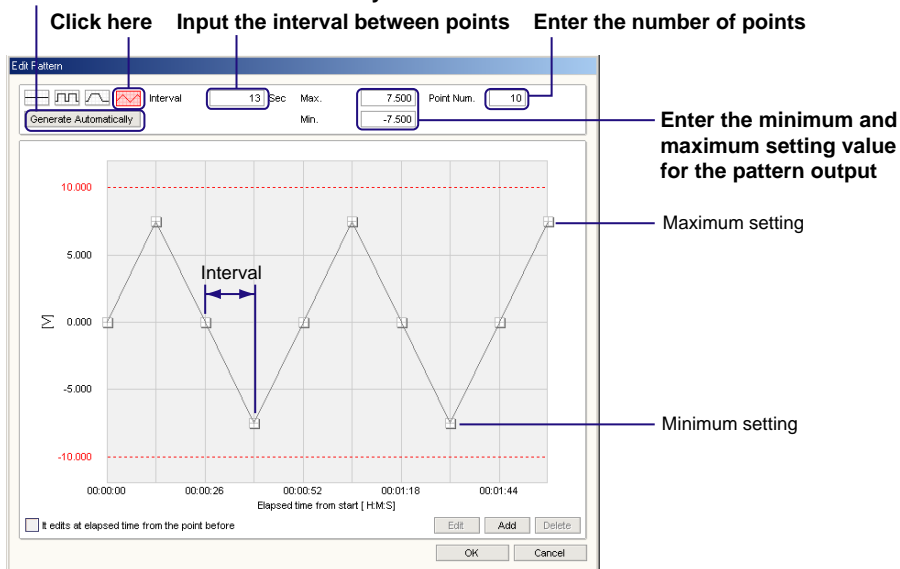 Click here Input the interval between points Enter the number of points
Edit Pattern
Interval 13 Sec Max. 7.500 Point Num. 10
Generate Automatically Min. -7.500
Enter the minimum and
maximum setting value
for the pattern output
10.000
Maximum setting
5.000
Interval
[V]
0.000
-5.000
Minimum setting
-10.000
00:00:00 00:00:26 00:00:52 00:01:18 00:01:44
Elapsed time from start [ H:M:S]
It edits at elapsed time from the point before Edit Add Delete
OK Cancel